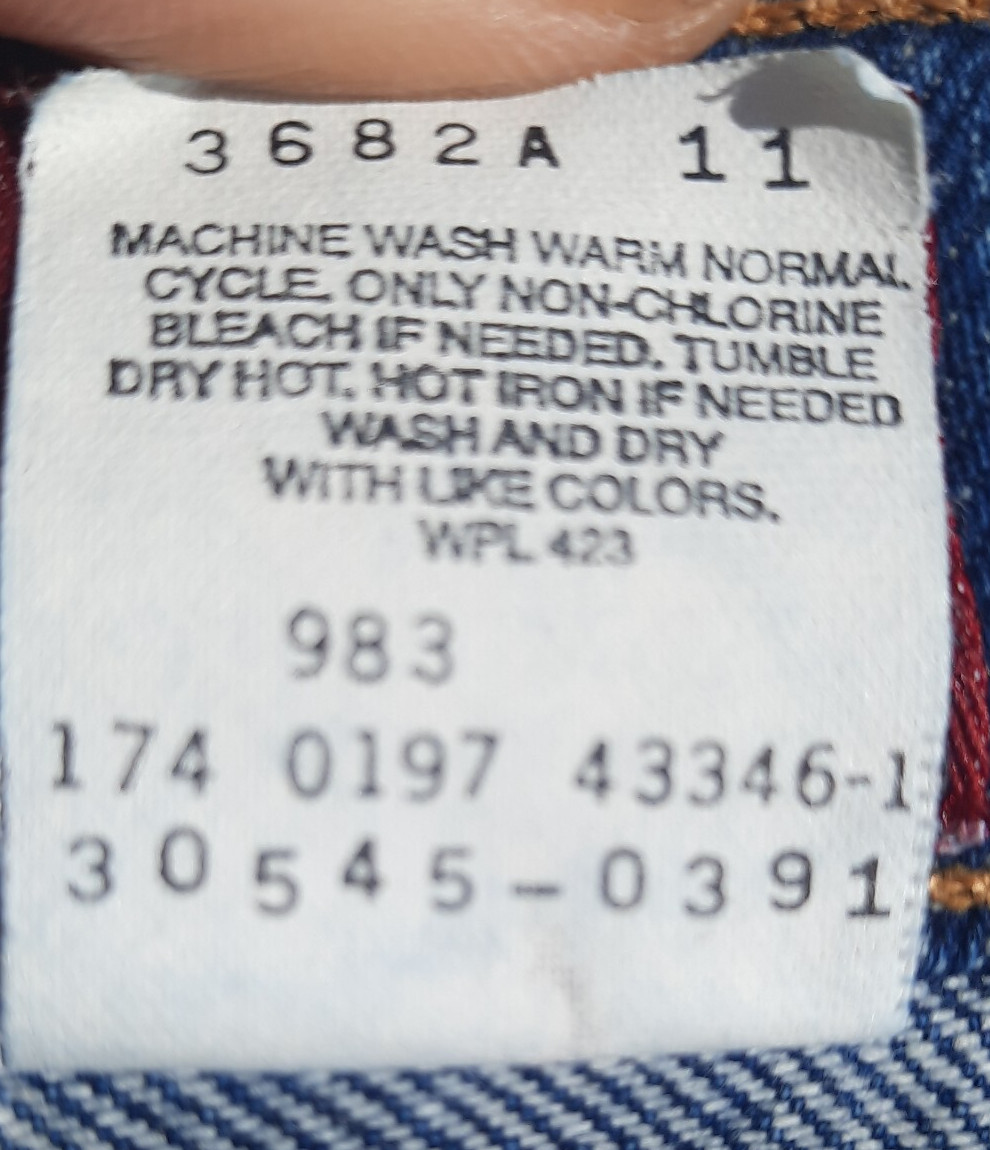 3682A 11
MACHINE WASH WARM NORMAL
CYCLE. ONLY NON-CHLORINE
BLEACH IF NEEDED. TUMBLE
DRY HOT. HOT IRON IF NEEDED
WASH AND DRY
WITH LIKE COLORS.
WPL 423
983
174 0197 43346-1
30545-0391